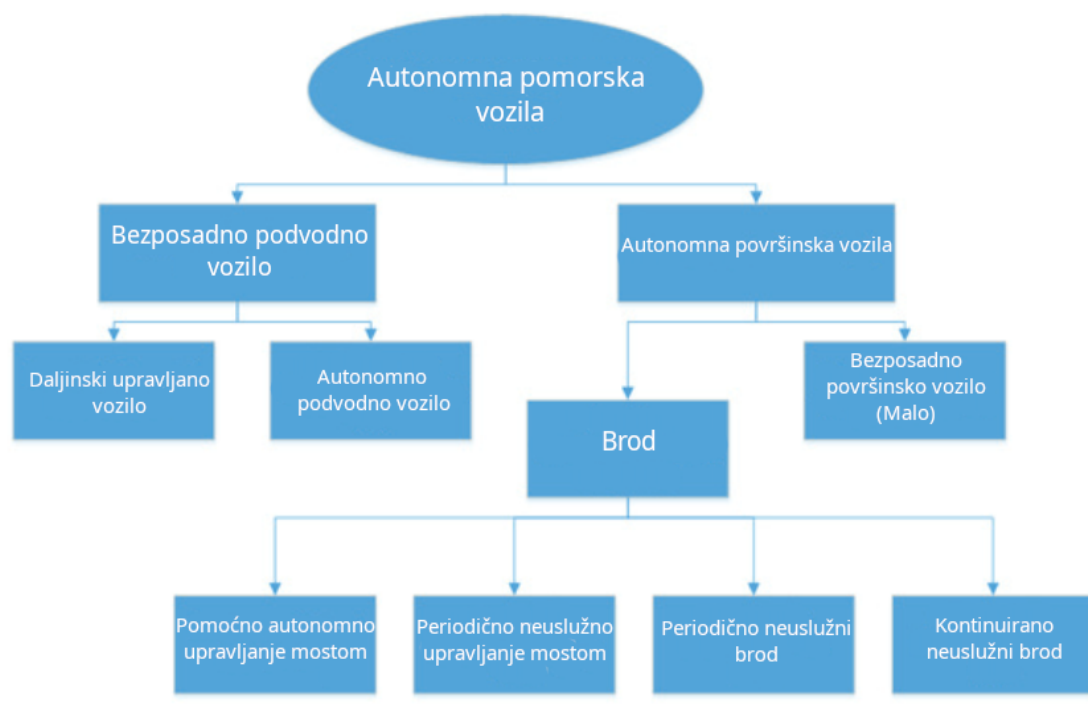 Autonomna pomorska
vozila
Bezposadno podvodno
vozilo
Autonomna površinska vozila
Daljinski upravljano
vozilo
Autonomno
podvodno vozilo
Bezposadno
površinsko vozilo
(Malo)
Brod
Pomoćno autonomno
upravljanje mostom
Periodično neuslužno
upravljanje mostom
Periodično neuslužni
brod
Kontinuirano
neuslužni brod